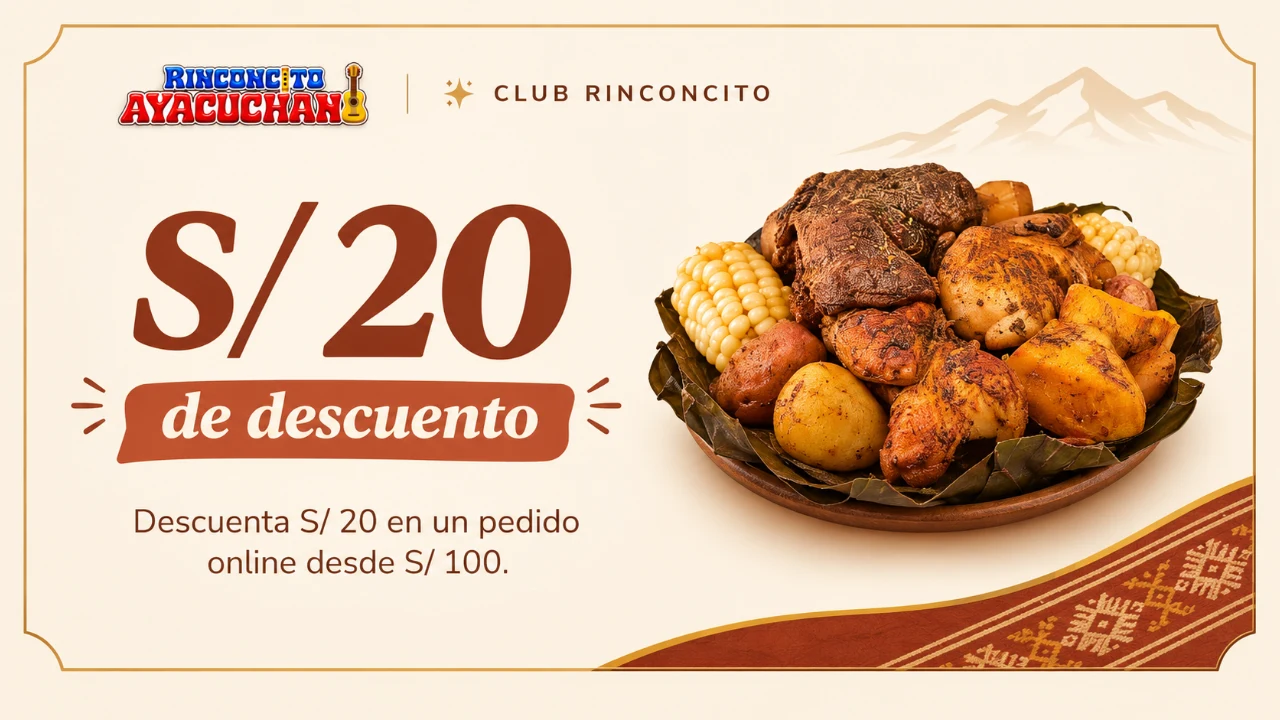 RINCONCITO
AYACUCHANO
CLUB RINCONCITO
S/20
de descuento
Descuenta S/ 20 en un pedido
online desde S/ 100.